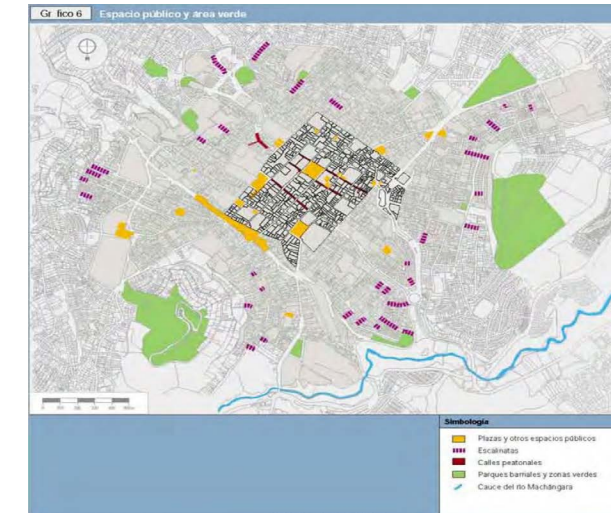 Gr fico 6 Espacio público y área verde
N
Simbología
Plazas y otros espacios públicos
Escalinatas
Calles peatonales
Parques barriales y zonas verdes
Cauce del río Machángara